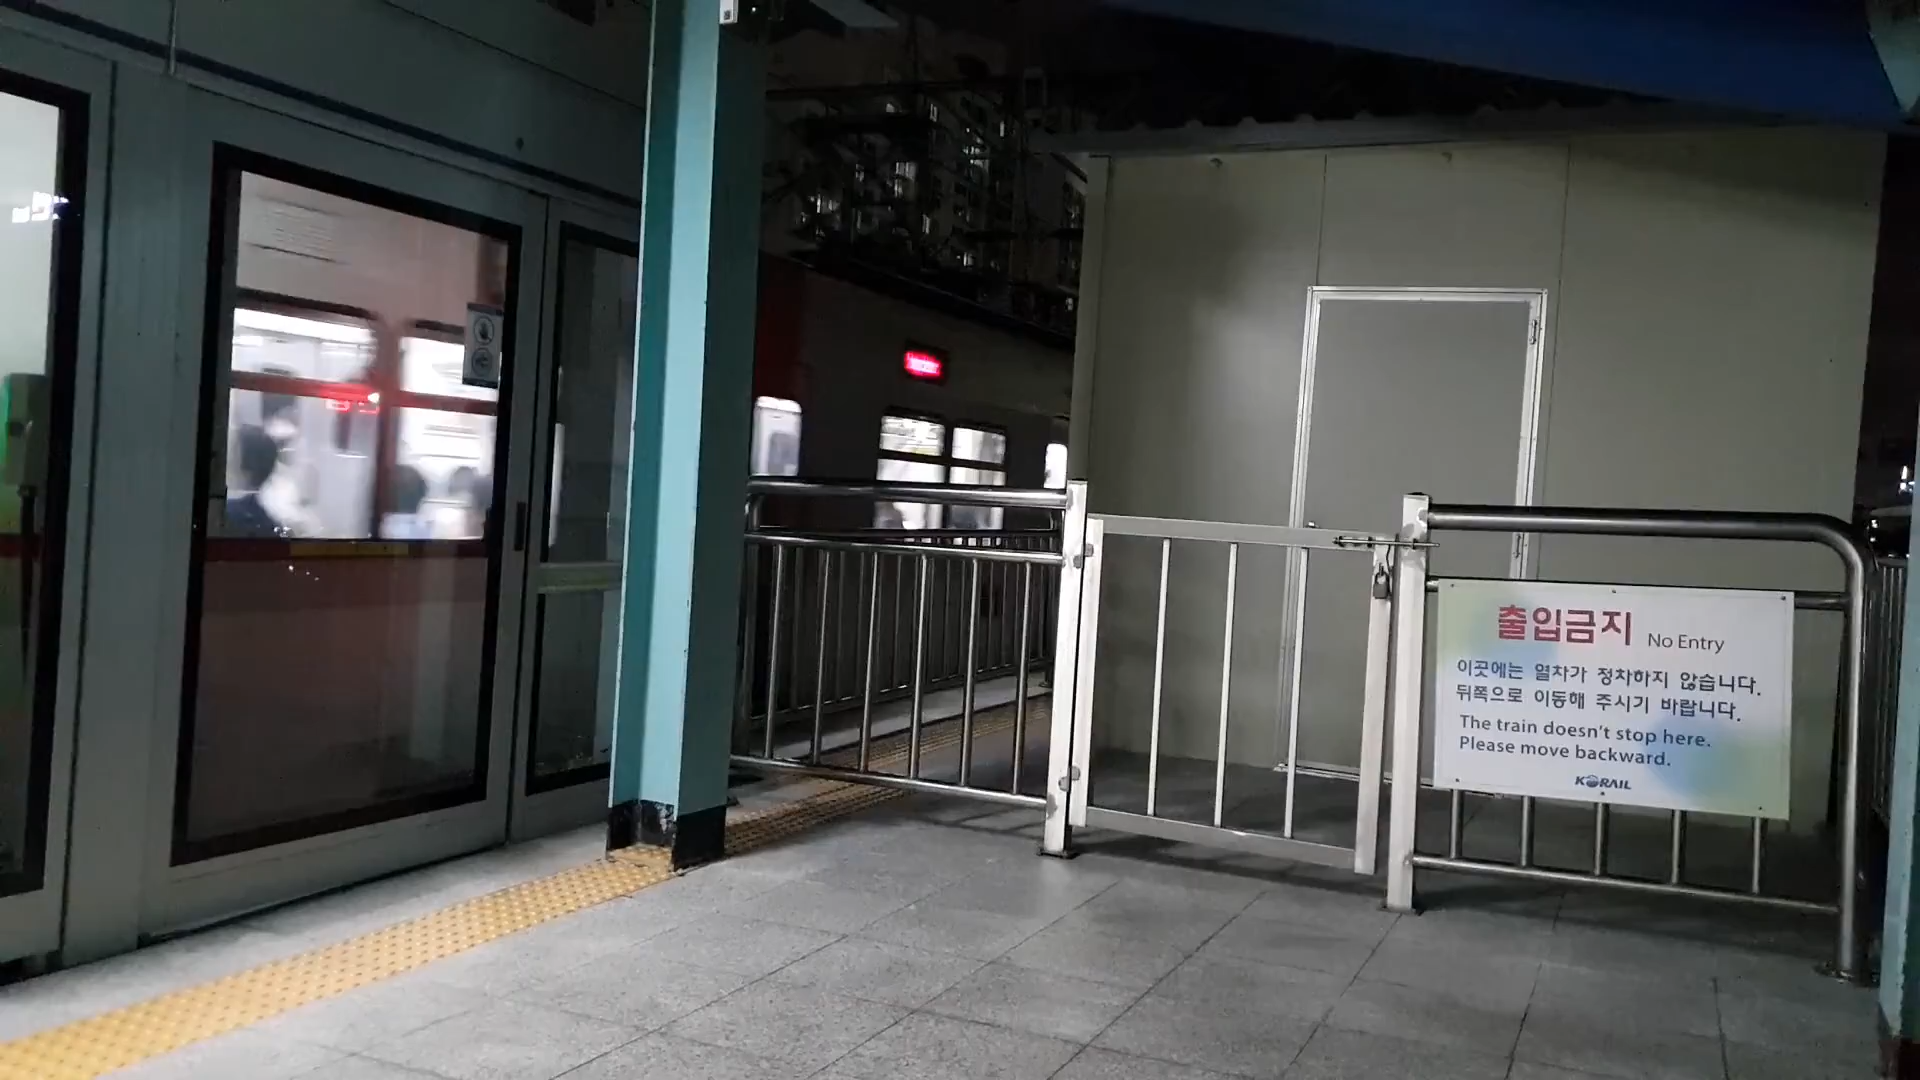 출입금지 No Entry
이곳에는 열차가 정차하지 않습니다.
뒤쪽으로 이동해 주시기 바랍니다.
The train doesn't stop here.
Please move backward.
KORAIL